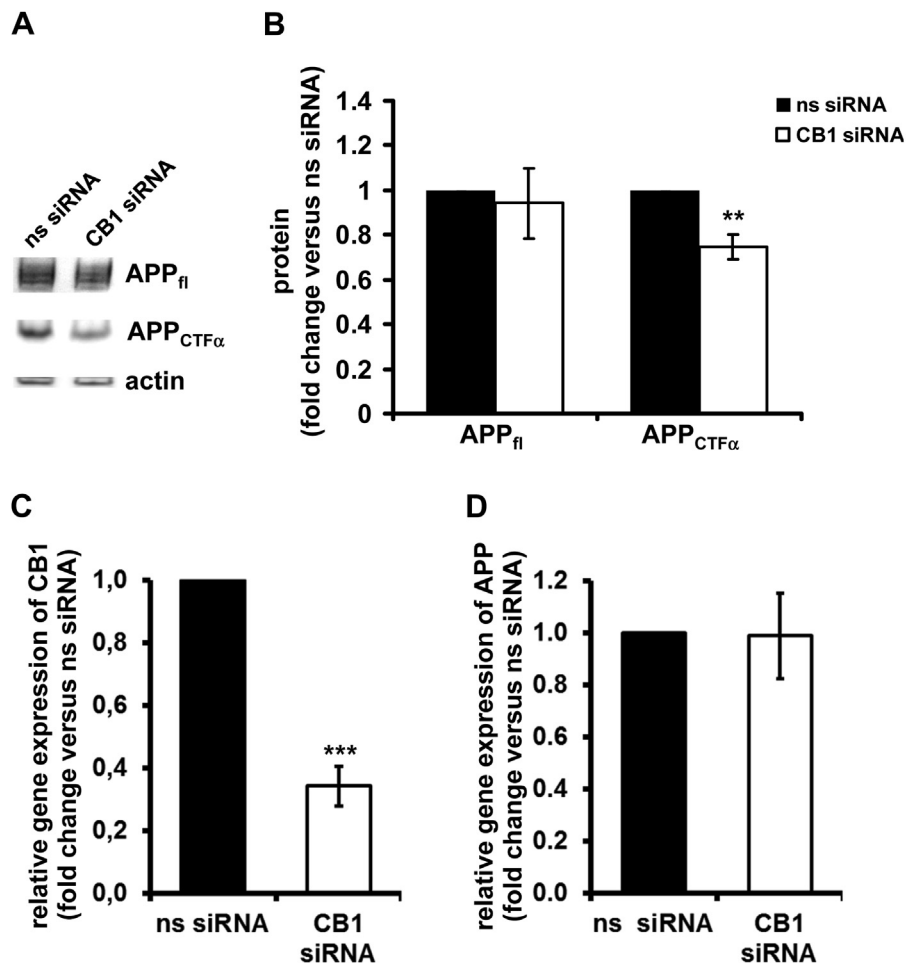 A
ns siRNA
CB1 siRNA
APPfl
APPCTFα
actin
B
protein
(fold change versus ns siRNA)
1.4
1.2
1
0.8
0.6
0.4
0.2
0
ns siRNA
CB1 siRNA
**
APPfl
APPCTFα
C
relative gene expression of CB1
(fold change versus ns siRNA)
1,0
0,8
0,6
0,4
0,2
0,0
***
ns siRNA
CB1
siRNA
D
relative gene expression of APP
(fold change versus ns siRNA)
1.2
1.0
0.8
0.6
0.4
0.2
0.0
ns siRNA
CB1
siRNA